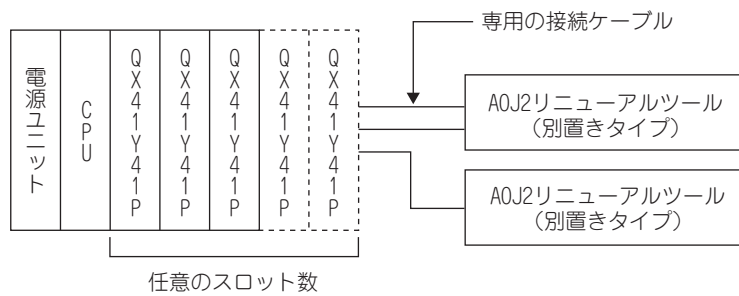 専用の接続ケーブル
電源ユニット
CPU
QX41Y41P
QX41Y41P
QX41Y41P
QX41Y41P
QX41Y41P
A0J2リニューアルツール
(別置きタイプ)
A0J2リニューアルツール
(別置きタイプ)
任意のスロット数